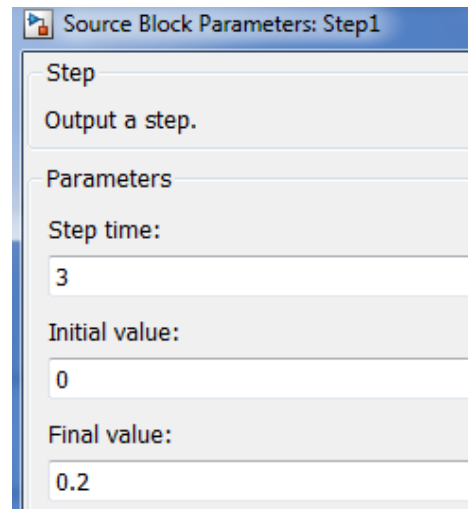 Source Block Parameters: Step1
Step
Output a step.
Parameters
Step time:
3
Initial value:
0
Final value:
0.2